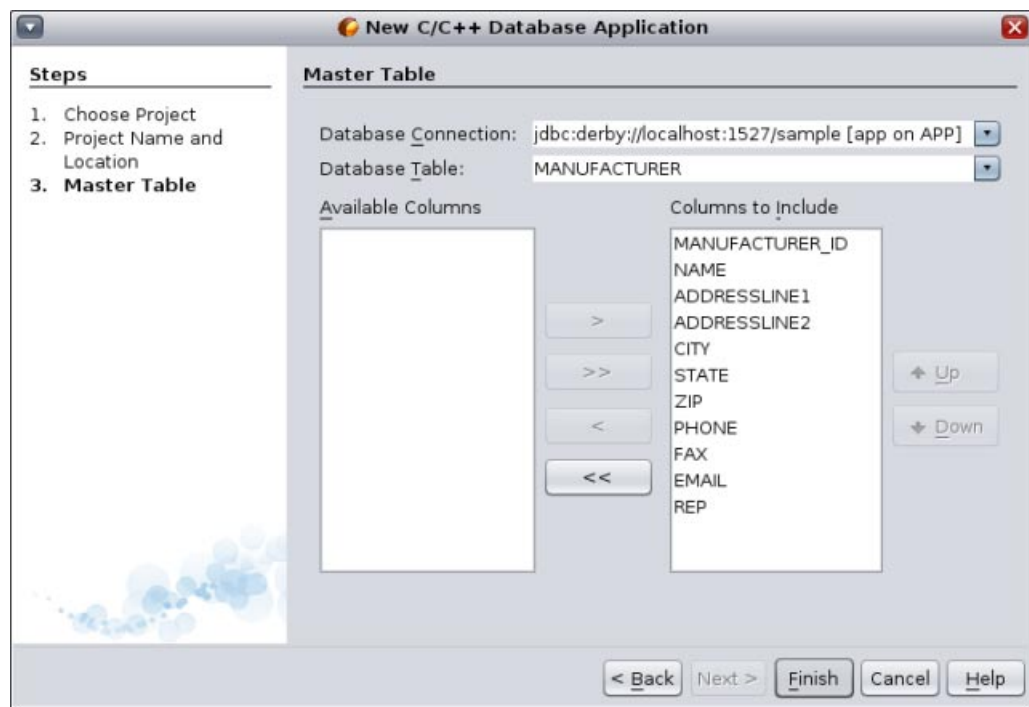 New C/C++ Database Application
Steps
1. Choose Project
2. Project Name and
Location
3. Master Table
Master Table
Database Connection: jdbc:derby://localhost:1527/sample [app on APP]
Database Table: MANUFACTURER
Available Columns
Columns to Include
MANUFACTURER_ID
NAME
ADDRESSLINE1
ADDRESSLINE2
CITY
STATE
ZIP
PHONE
FAX
EMAIL
REP
>
>>
<
<<
Up
Down
< Back
Next >
Finish
Cancel
Help